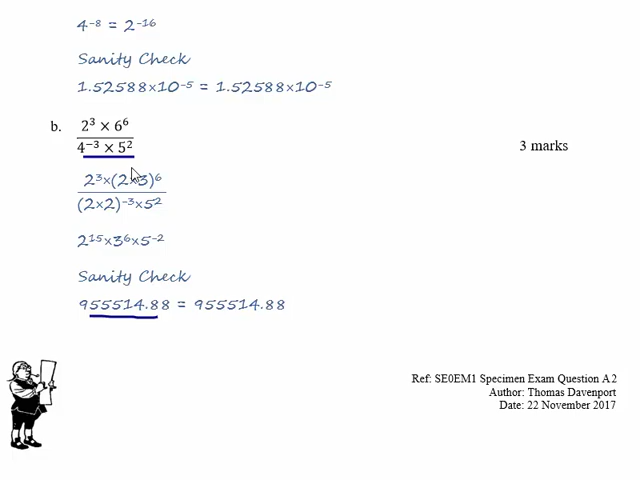 4⁻⁸ = 2⁻¹⁶
Sanity Check
1.52588×10⁻⁵ = 1.52588×10⁻⁵
b. 2³ × 6⁶
4⁻³ × 5²
3 marks
2³×(2×3)⁶
(2×2)⁻³×5²
2¹⁵×3⁶×5⁻²
Sanity Check
955514.88 = 955514.88
Ref: SE0EM1 Specimen Exam Question A2
Author: Thomas Davenport
Date: 22 November 2017